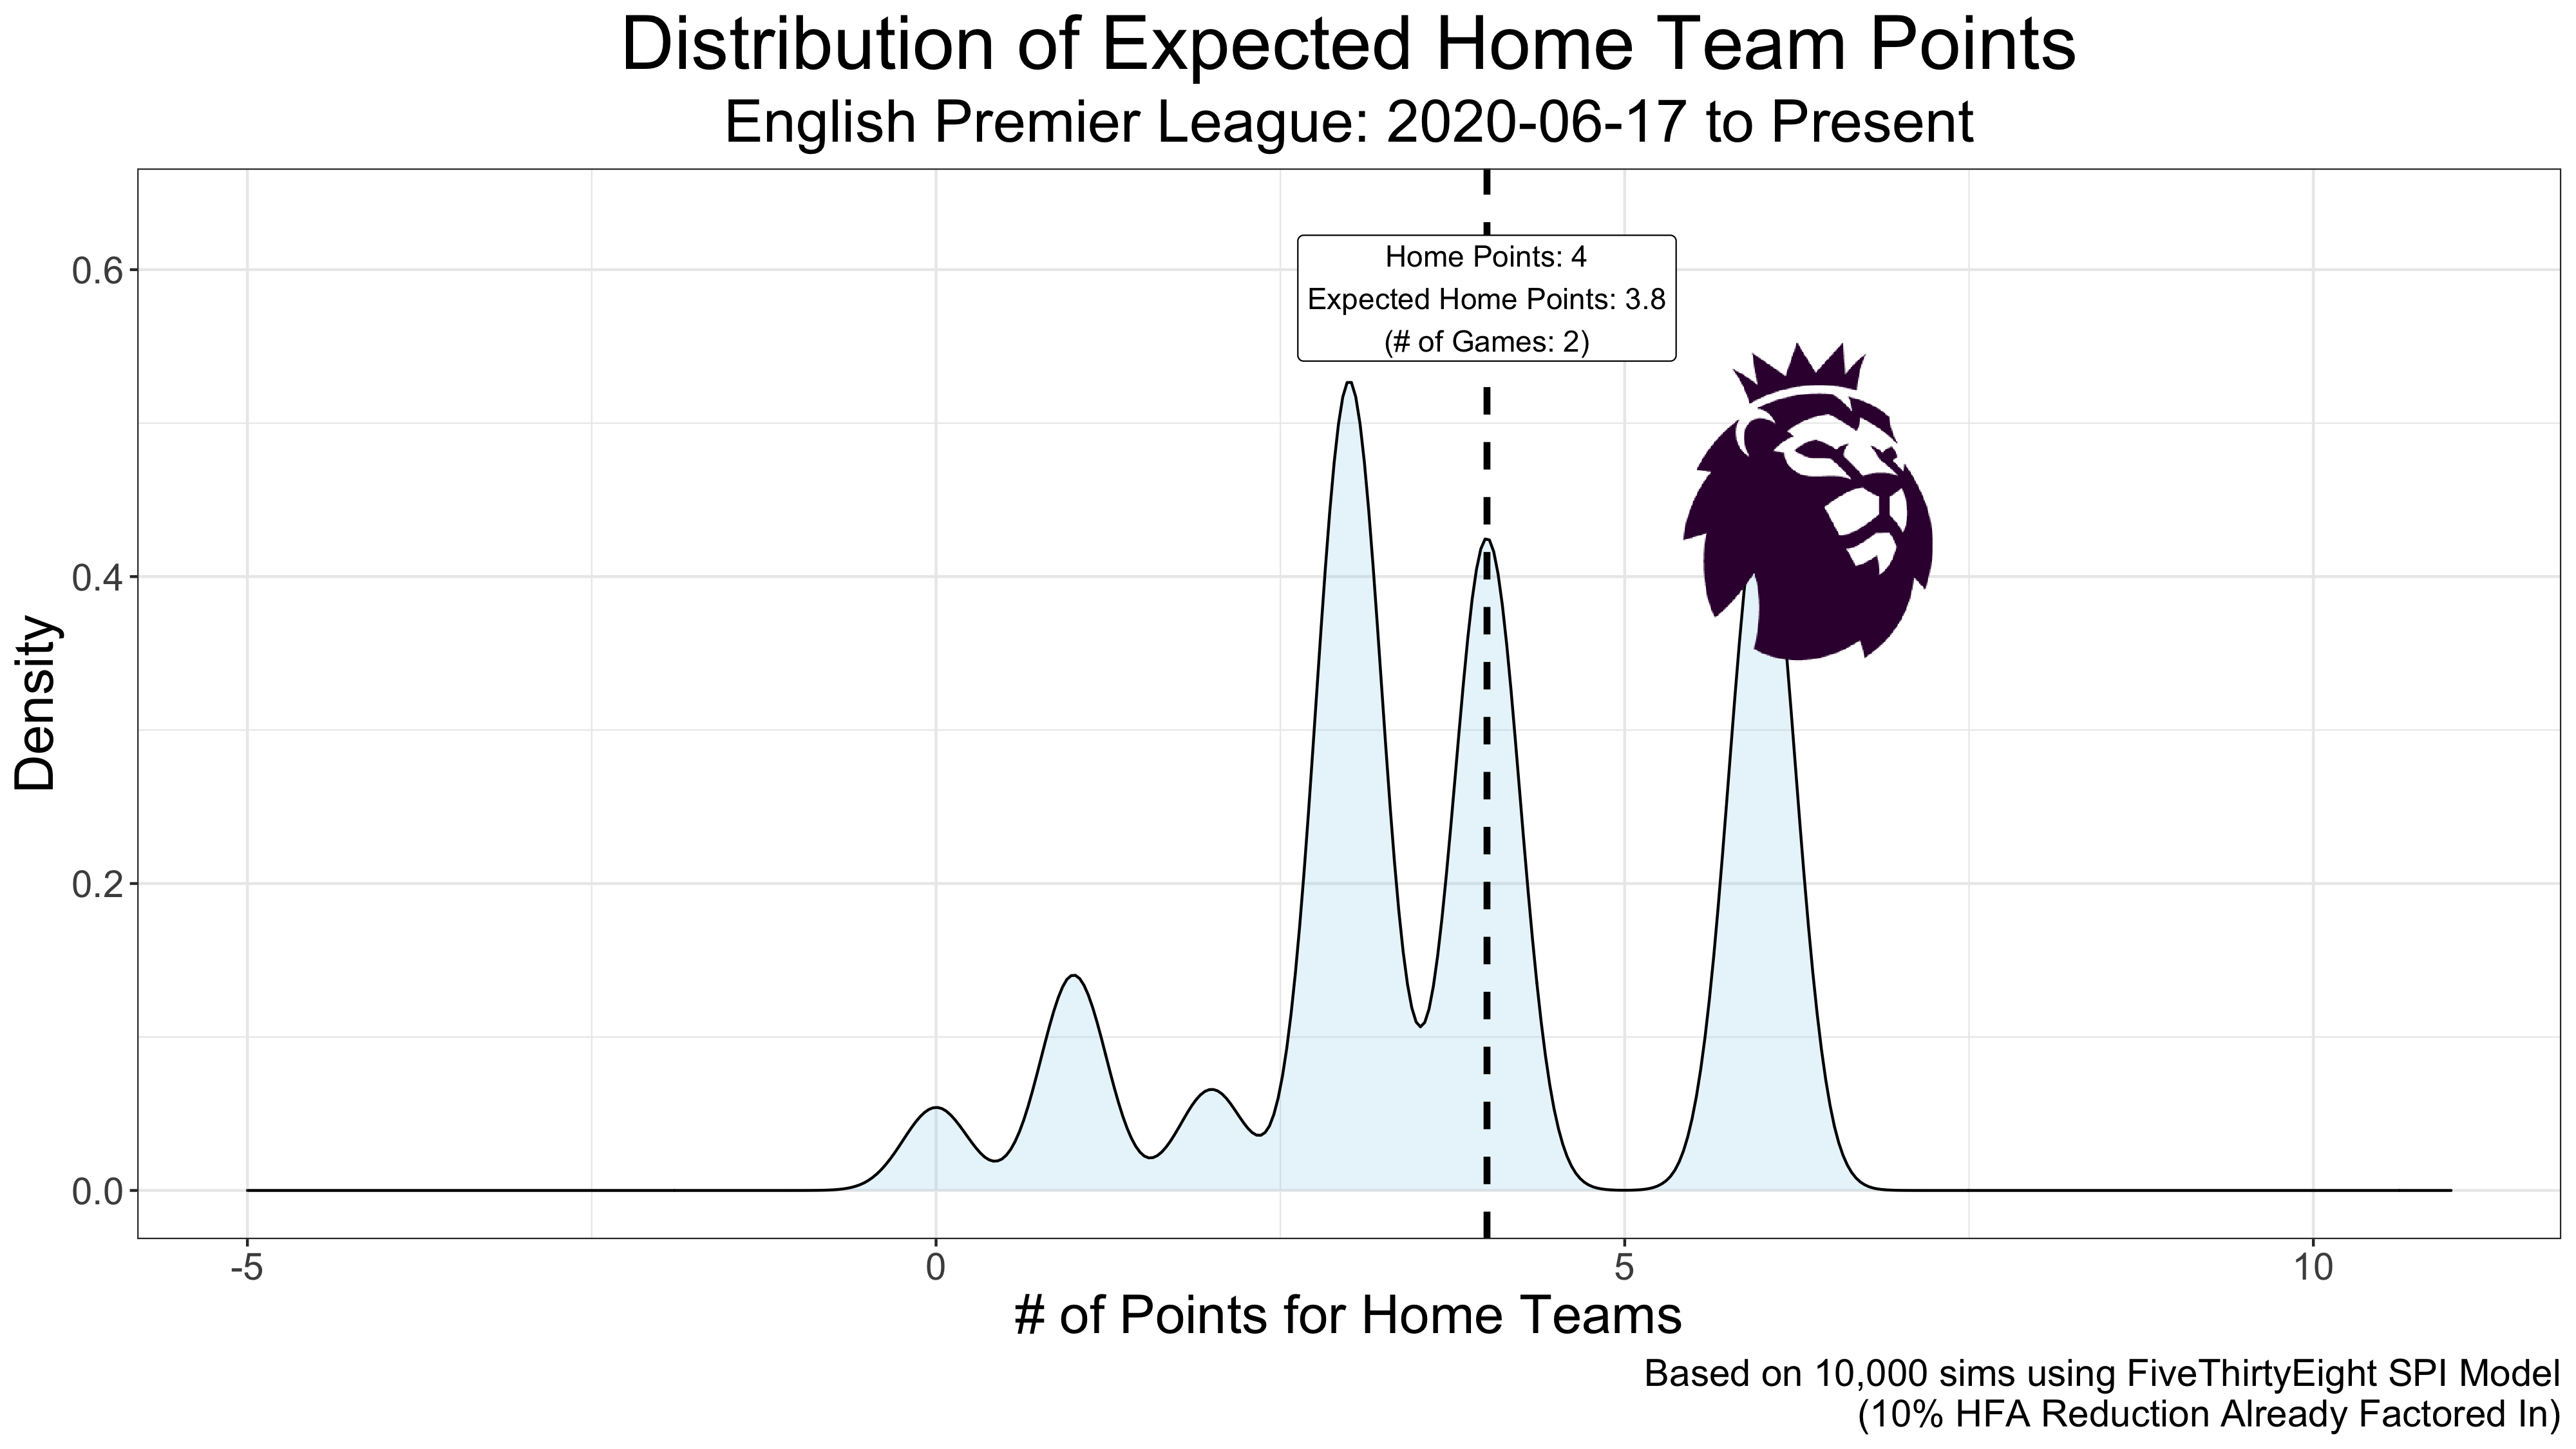 Distribution of Expected Home Team Points
English Premier League: 2020-06-17 to Present
Home Points: 4
Expected Home Points: 3.8
(# of Games: 2)
0.6
0.4
0.2
0.0
Density
-5 0 5 10
# of Points for Home Teams
Based on 10,000 sims using FiveThirtyEight SPI Model
(10% HFA Reduction Already Factored In)